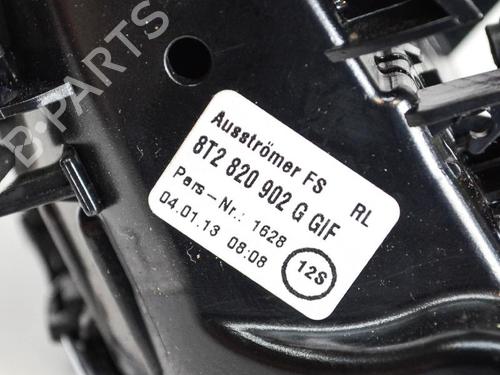 B-PARTS
Ausströmer FS RL
8T2 820 902 G GIF
Pers-Nr.: 1628
04.01.13 08:08 12S